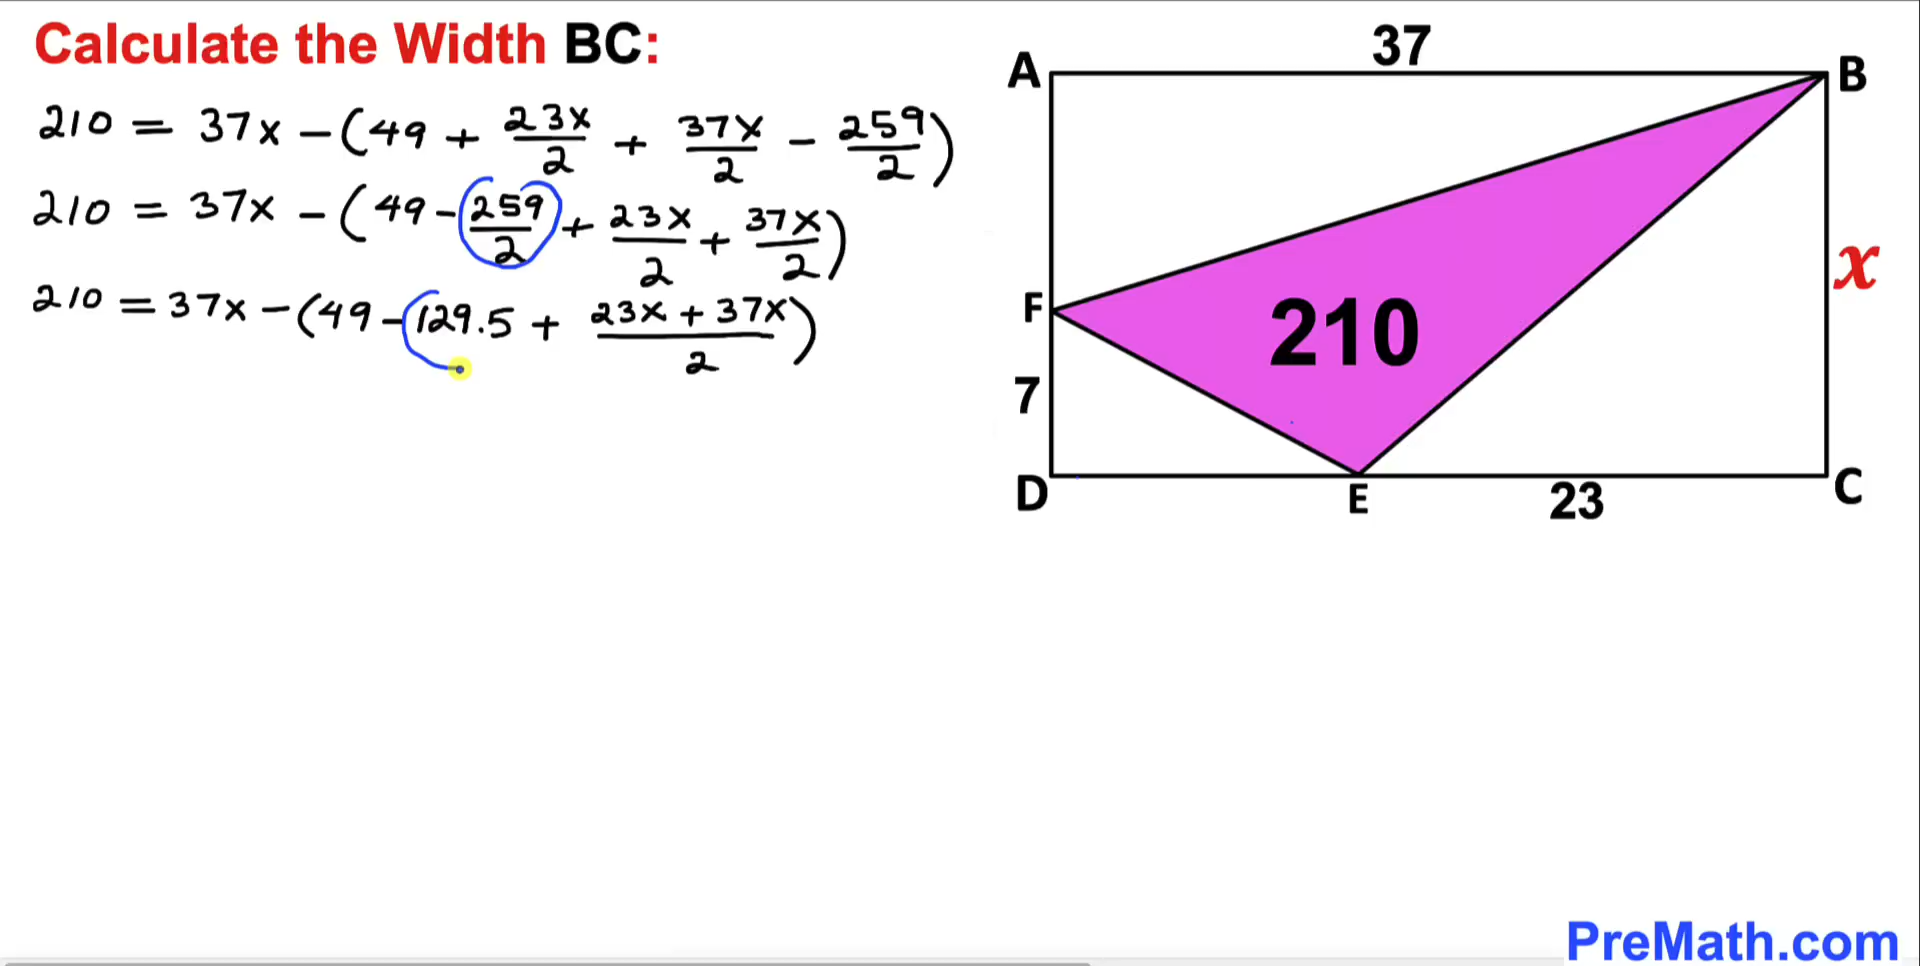 Calculate the Width BC:
210 = 37x - (49 + 23x/2 + 37x/2 - 259/2)
210 = 37x - (49 - 259/2 + 23x/2 + 37x/2)
210 = 37x - (49 - 129.5 + 23x + 37x/2)
37
A
B
x
F
210
7
D
E
23
C
PreMath.com